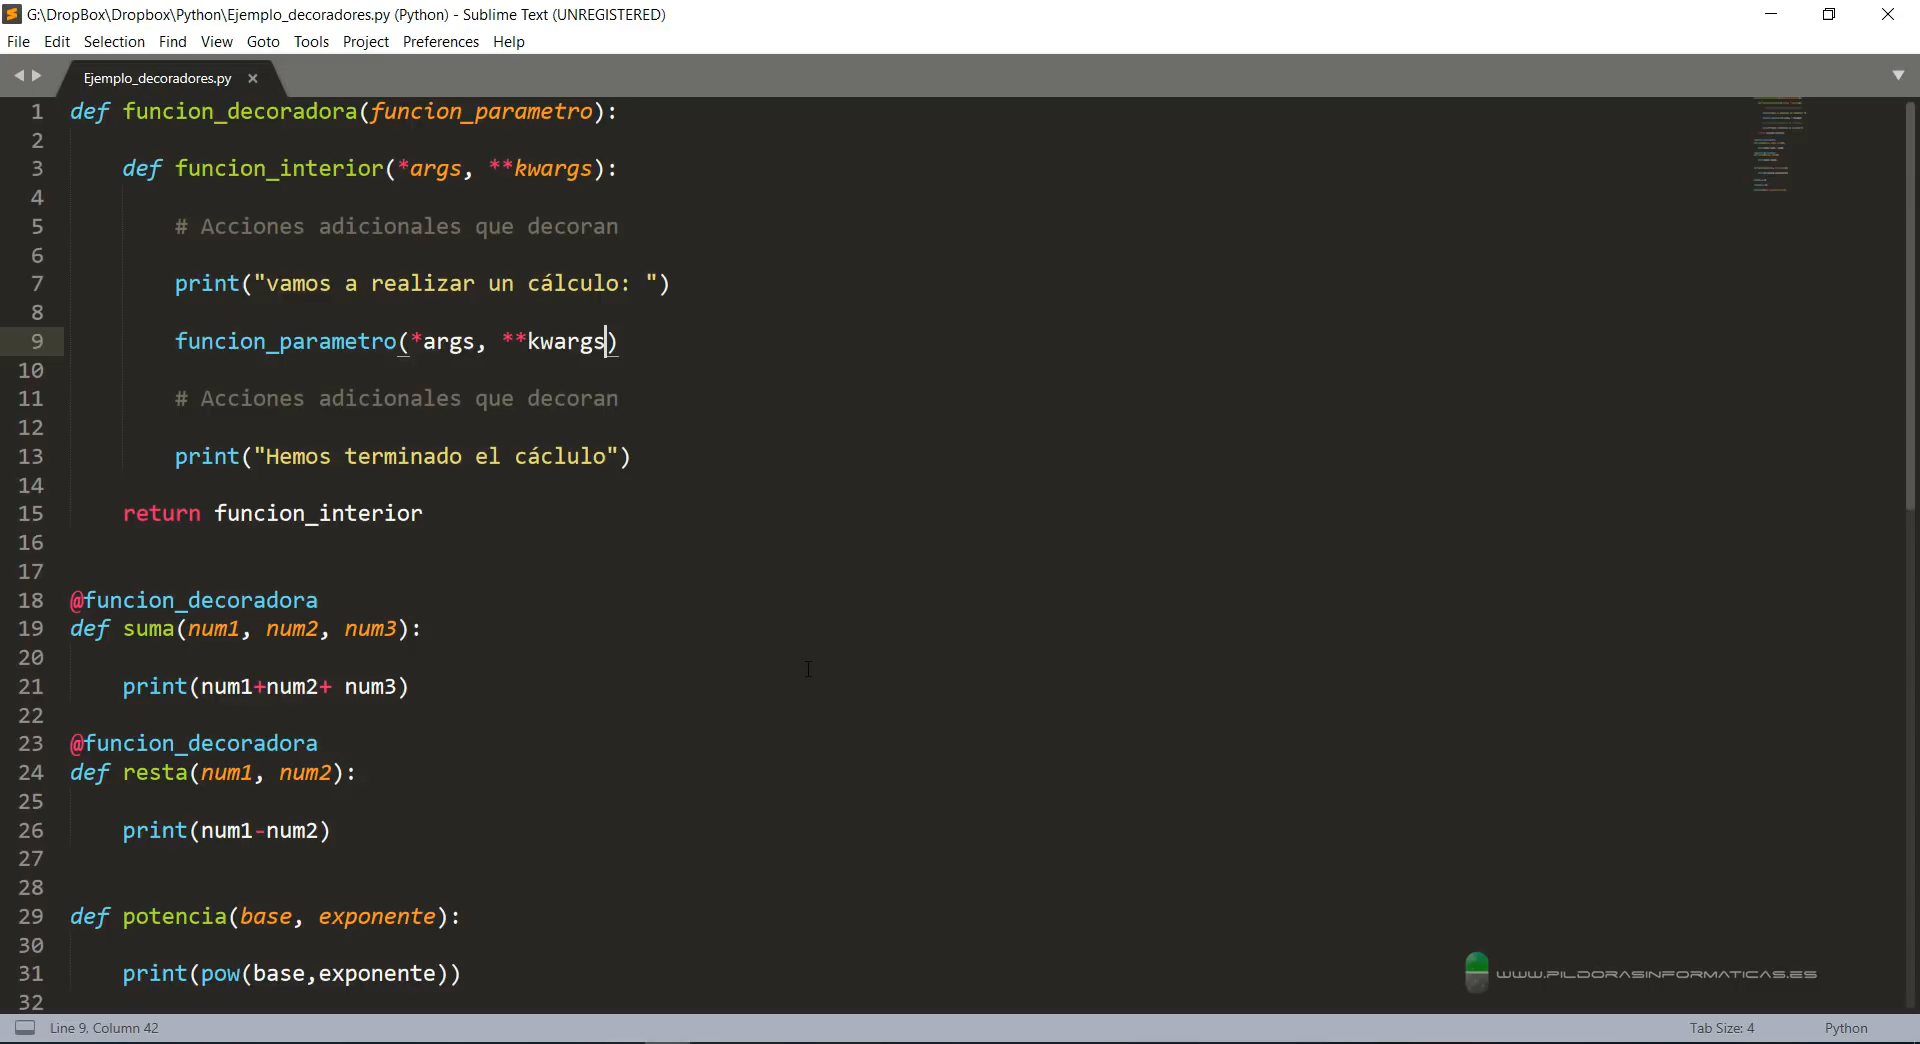 G:\DropBox\Dropbox\Python\Ejemplo_decoradores.py (Python) - Sublime Text (UNREGISTERED)
File Edit Selection Find View Goto Tools Project Preferences Help
Ejemplo_decoradores.py ×
1 def funcion_decoradora(funcion_parametro):
2
3     def funcion_interior(*args, **kwargs):
4
5         # Acciones adicionales que decoran
6
7         print("vamos a realizar un cálculo: ")
8
9         funcion_parametro(*args, **kwargs)
10
11         # Acciones adicionales que decoran
12
13         print("Hemos terminado el cáclulo")
14
15     return funcion_interior
16
17
18 @funcion_decoradora
19 def suma(num1, num2, num3):
20
21     print(num1+num2+ num3)
22
23 @funcion_decoradora
24 def resta(num1, num2):
25
26     print(num1-num2)
27
28
29 def potencia(base, exponente):
30
31     print(pow(base,exponente))
32
WWW.PILDORASINFORMATICAS.ES
Line 9, Column 42 Tab Size: 4 Python